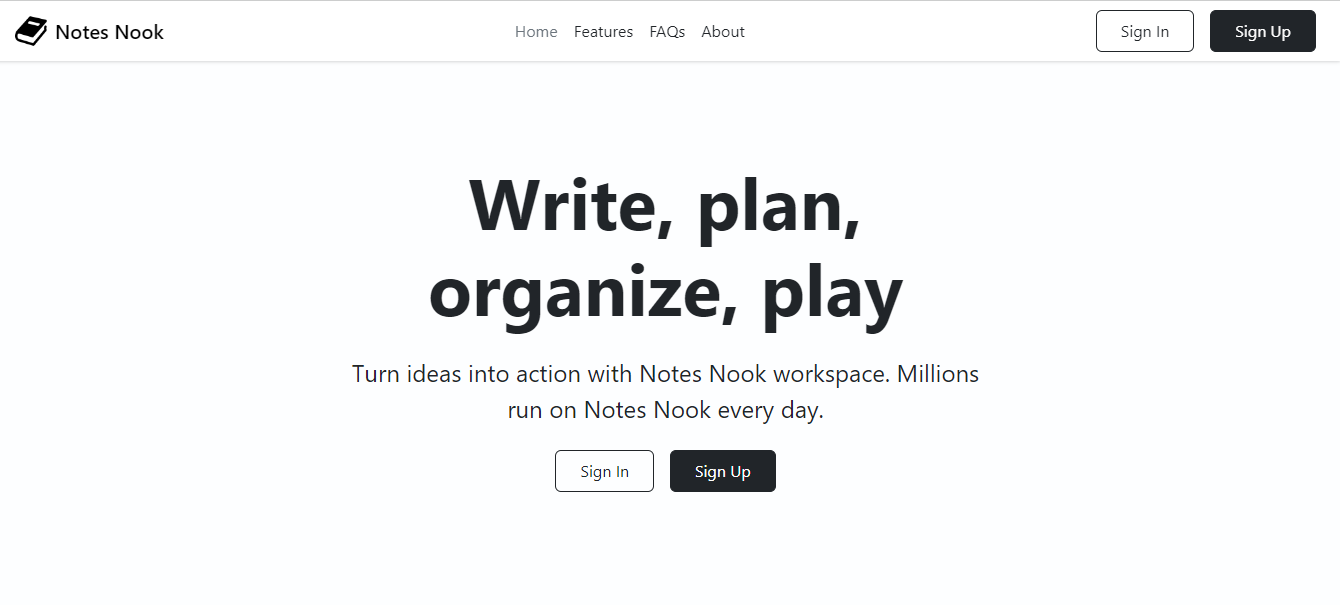 Notes Nook
Home Features FAQs About
Sign In Sign Up
Write, plan,
organize, play
Turn ideas into action with Notes Nook workspace. Millions
run on Notes Nook every day.
Sign In Sign Up